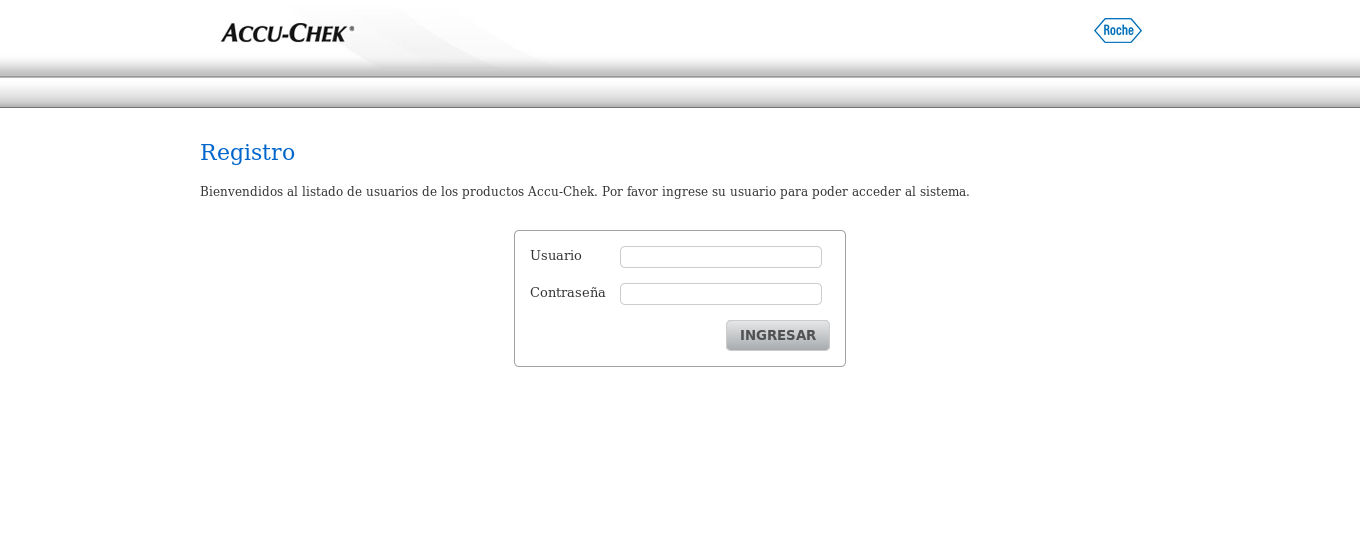 ACCU-CHEK®
Roche
Registro
Bienvendidos al listado de usuarios de los productos Accu-Chek. Por favor ingrese su usuario para poder acceder al sistema.
Usuario
Contraseña
INGRESAR